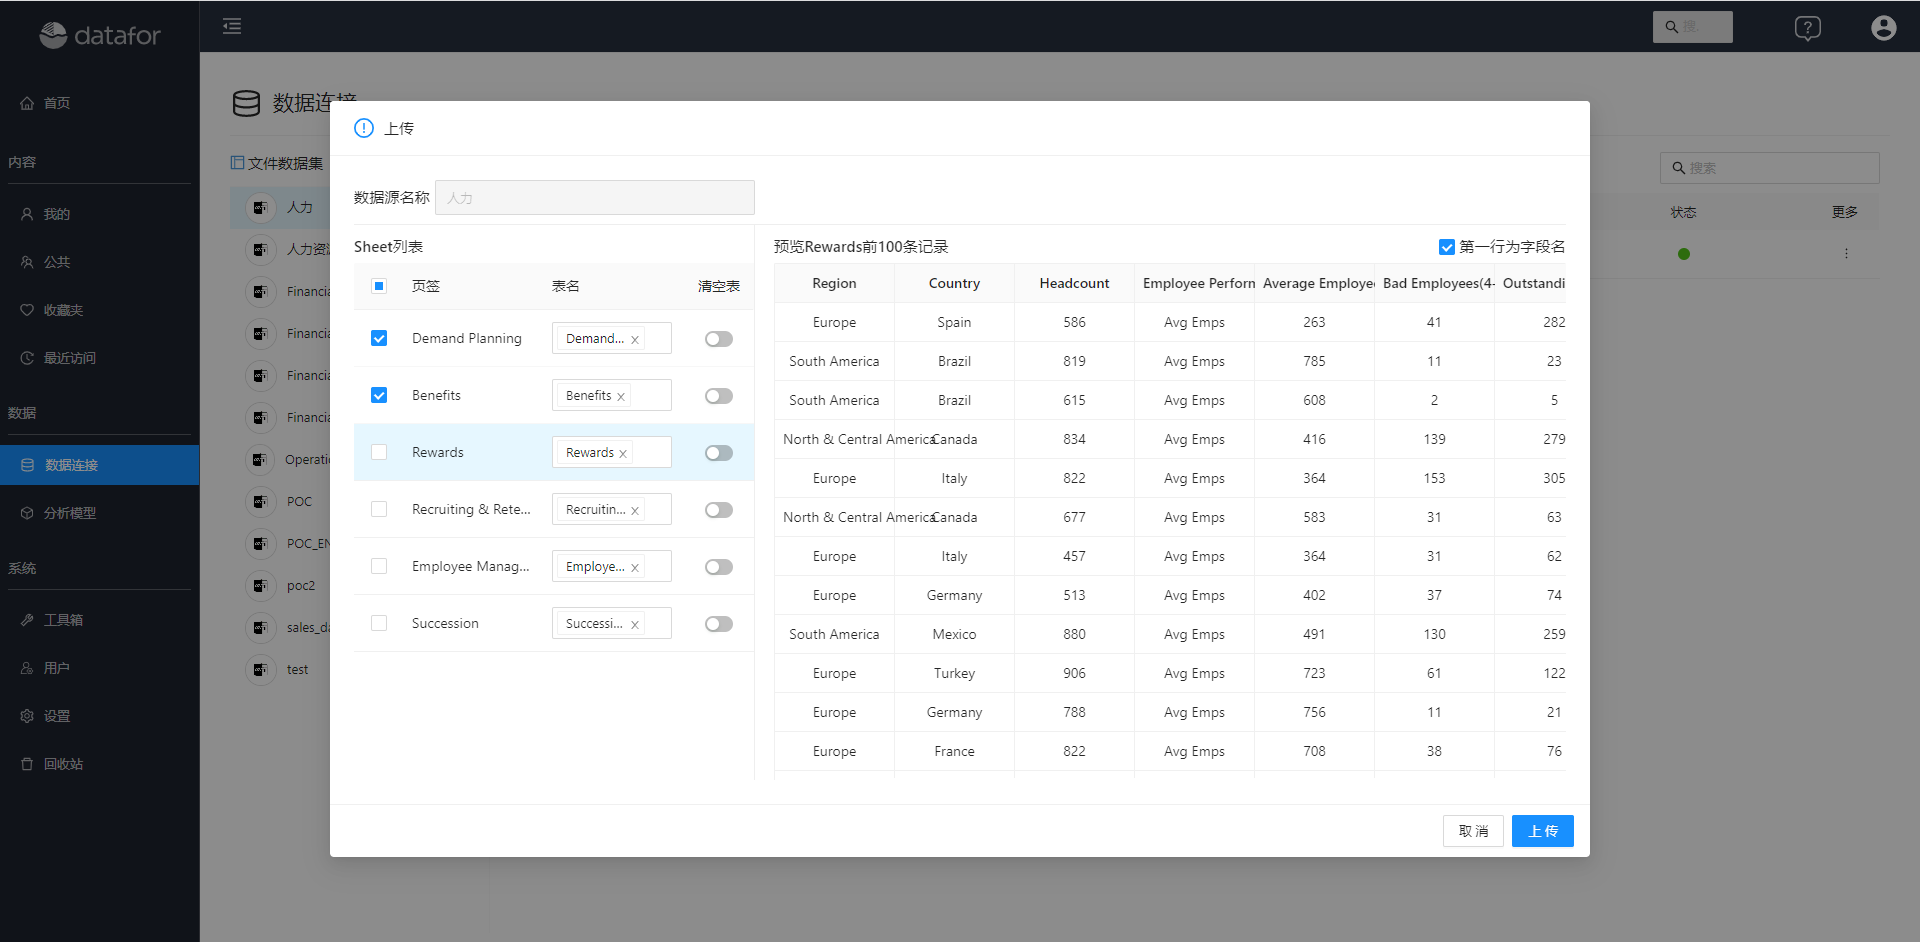 datafor
搜.
首页
内容
我的
公共
收藏夹
最近访问
数据
数据连接
分析模型
系统
工具箱
用户
设置
回收站
数据连接
文件数据集
搜索
状态
更多
人力
人力资
Financia
Financia
Financia
Financia
Operatio
POC
POC_EN
poc2
sales_da
test
上传
数据源名称 人力
Sheet列表
页签 表名 清空表
Demand Planning Demand... x
Benefits Benefits x
Rewards Rewards x
Recruiting & Rete... Recruitin... x
Employee Manag... Employe... x
Succession Successi... x
预览Rewards前100条记录 第一行为字段名
Region Country Headcount Employee Perforn Average Employee Bad Employees(4- Outstandi
Europe Spain 586 Avg Emps 263 41 282
South America Brazil 819 Avg Emps 785 11 23
South America Brazil 615 Avg Emps 608 2 5
North & Central America Canada 834 Avg Emps 416 139 279
Europe Italy 822 Avg Emps 364 153 305
North & Central America Canada 677 Avg Emps 583 31 63
Europe Italy 457 Avg Emps 364 31 62
Europe Germany 513 Avg Emps 402 37 74
South America Mexico 880 Avg Emps 491 130 259
Europe Turkey 906 Avg Emps 723 61 122
Europe Germany 788 Avg Emps 756 11 21
Europe France 822 Avg Emps 708 38 76
取消 上传